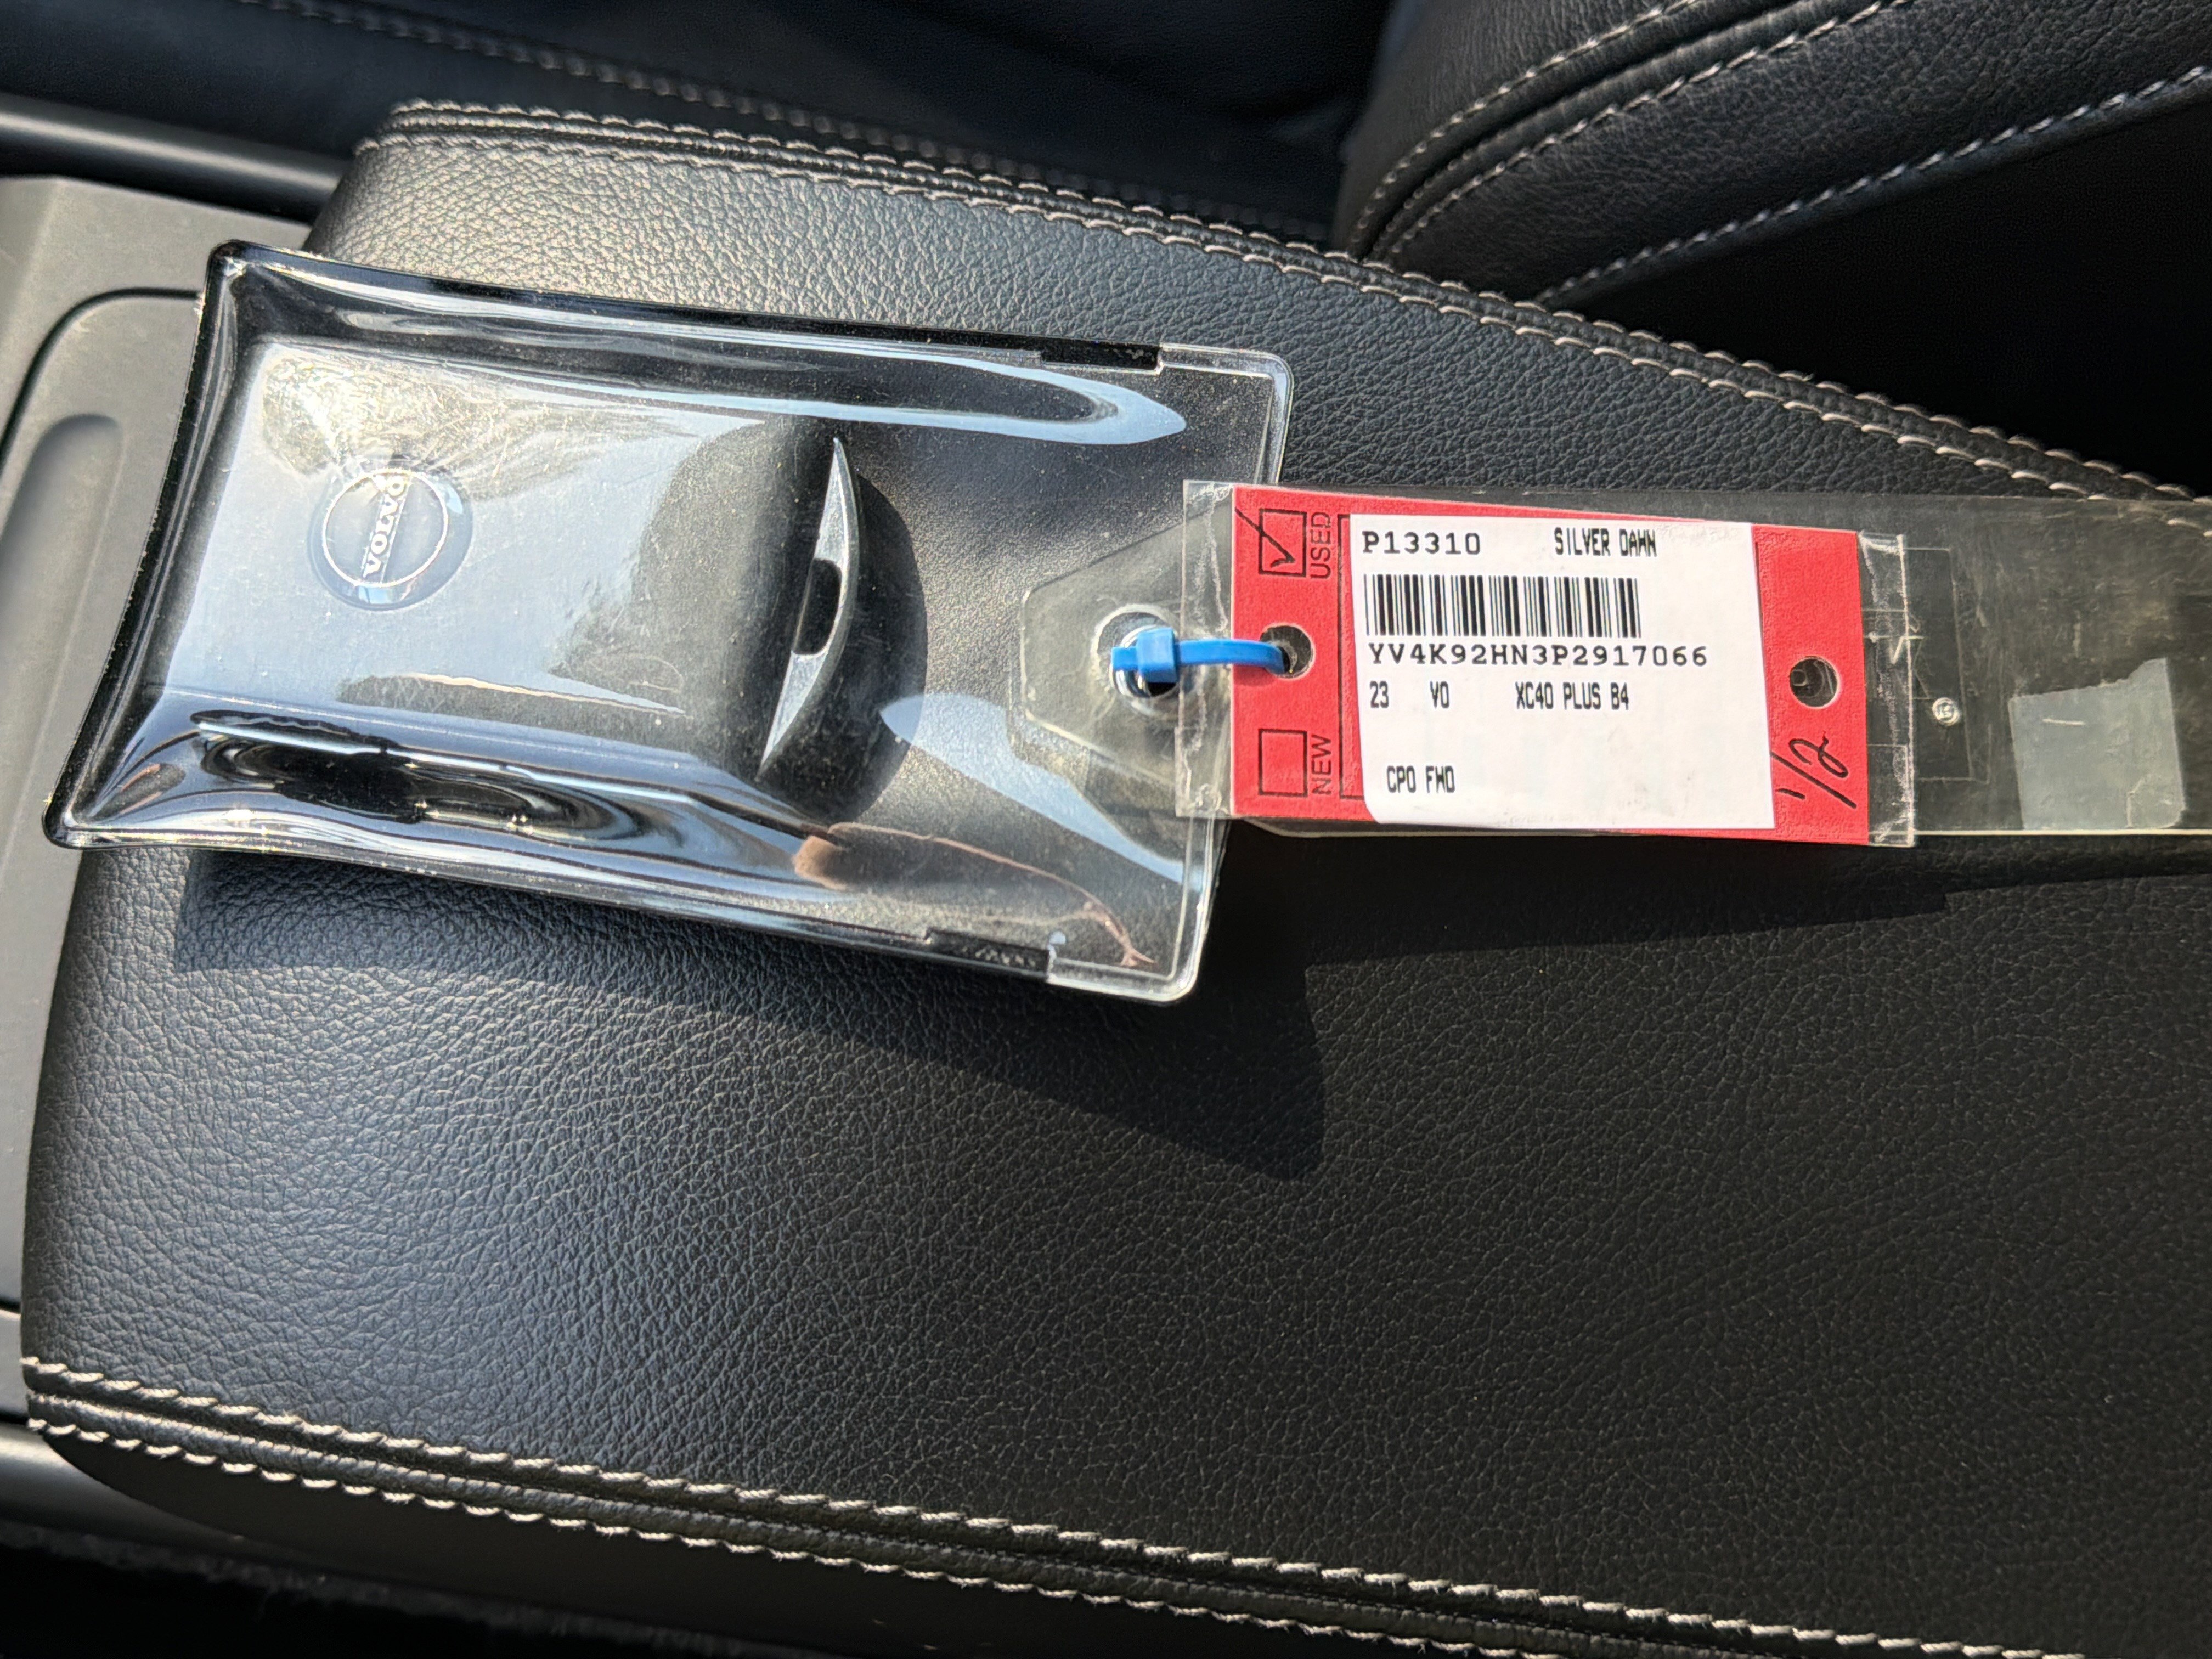 VOLVO
USED
NEW
P13310 SILVER DAWN
YV4K92HN3P2917066
23 VO XC40 PLUS B4
CPO FWD
1/2